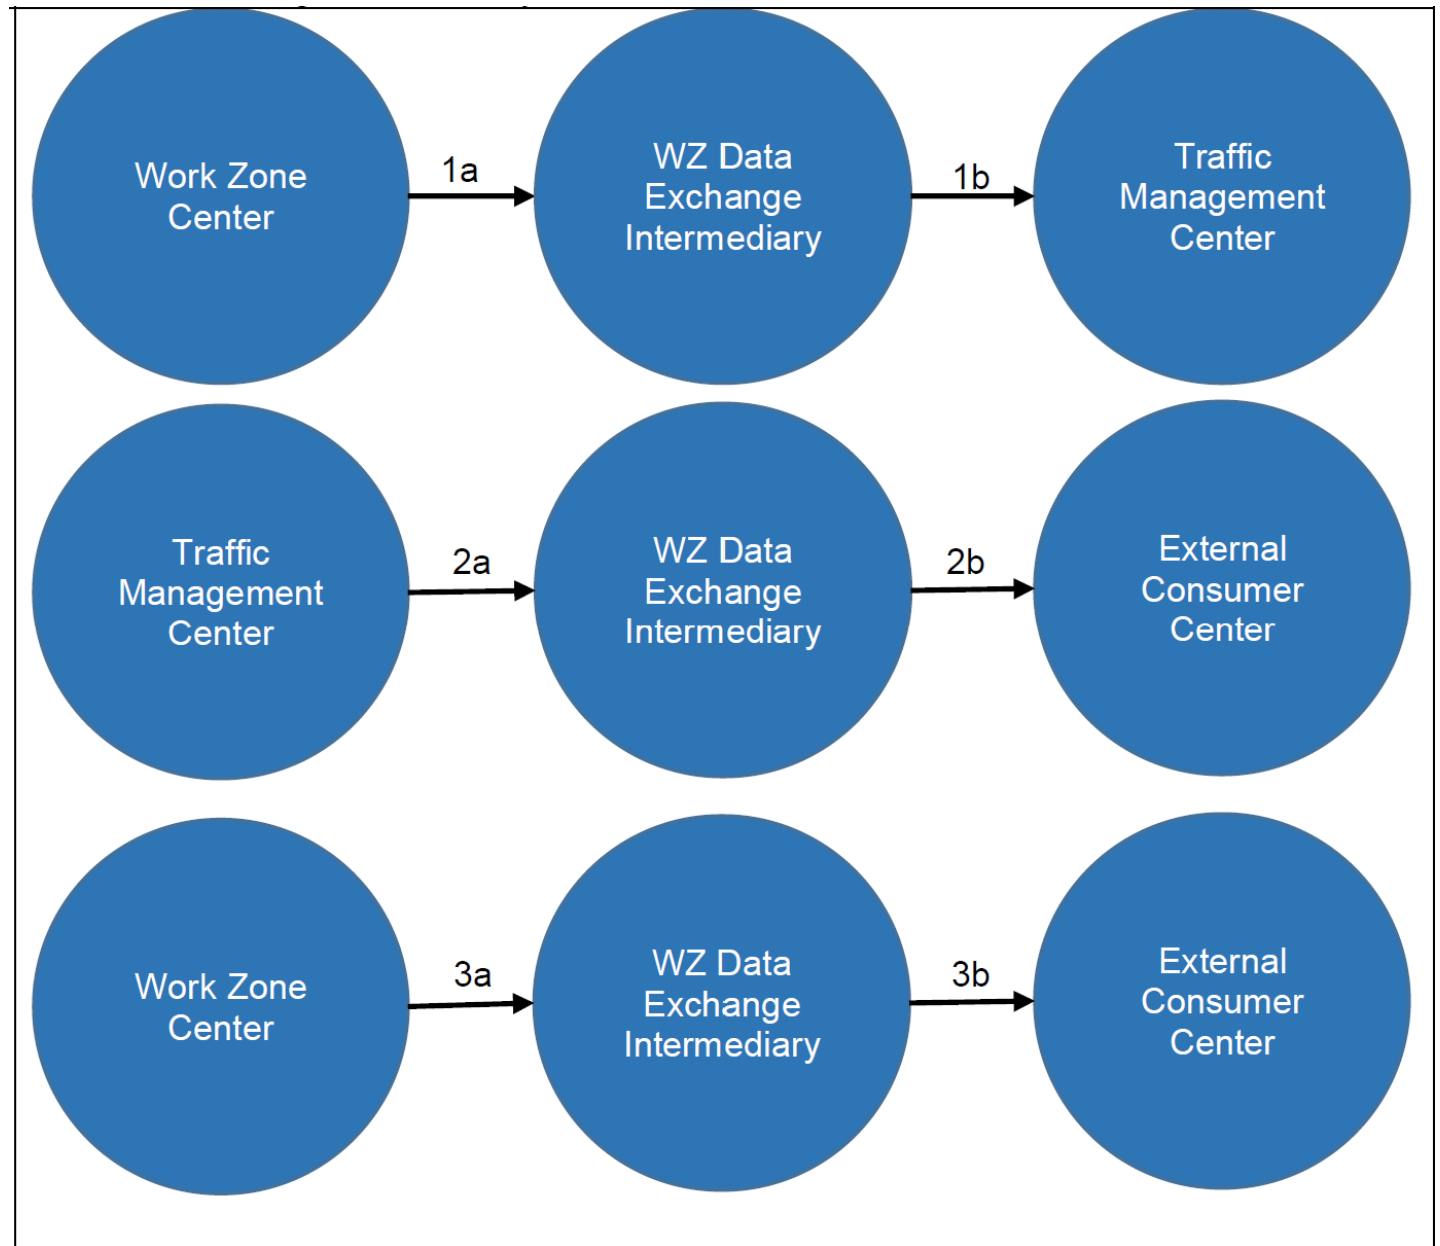 Work Zone
Center
1a
WZ Data
Exchange
Intermediary
1b
Traffic
Management
Center
Traffic
Management
Center
2a
WZ Data
Exchange
Intermediary
2b
External
Consumer
Center
Work Zone
Center
3a
WZ Data
Exchange
Intermediary
3b
External
Consumer
Center